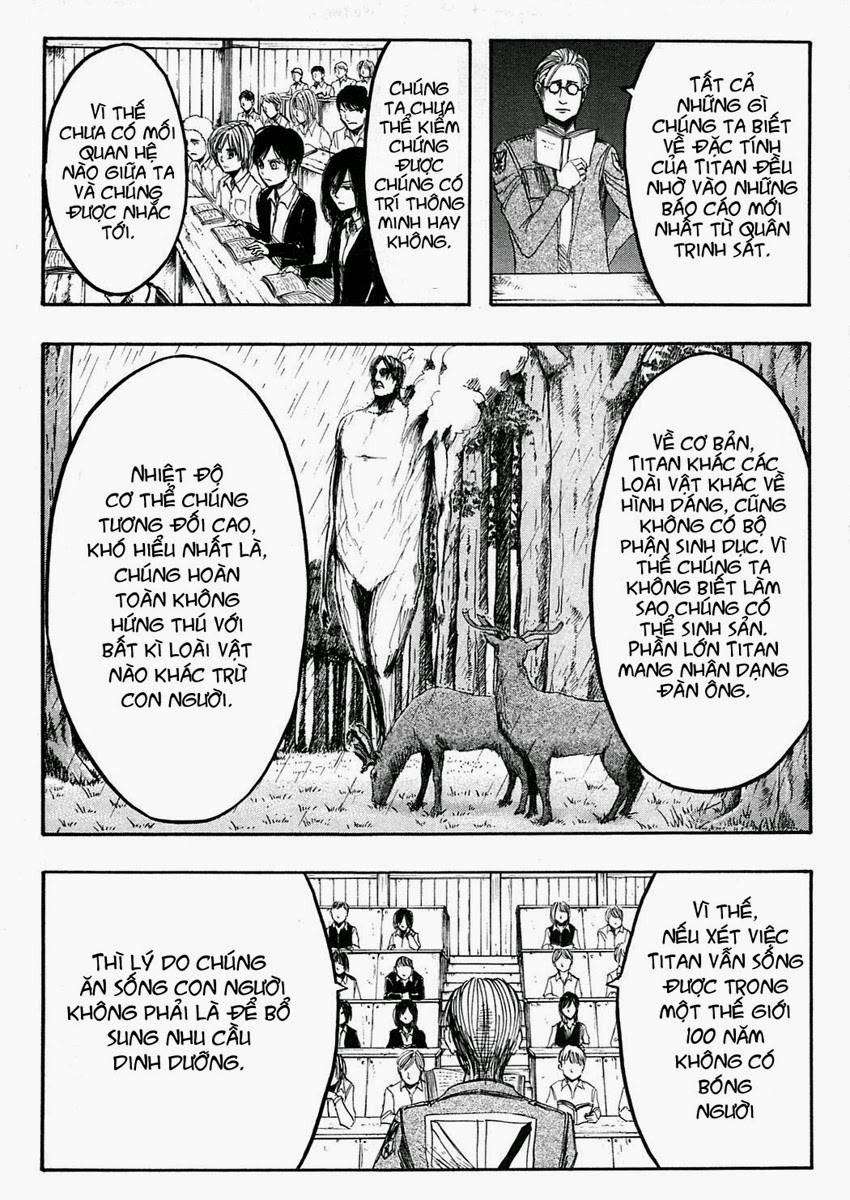 TẤT CẢ
NHỮNG GÌ
CHÚNG TA BIẾT
VỀ ĐẶC TÍNH
CỦA TITAN ĐỀU
NHỜ VÀO NHỮNG
BÁO CÁO MỚI
NHẤT TỪ QUÂN
TRINH SÁT.
CHÚNG
TA CHƯA
THỂ KIỂM
CHỨNG
ĐƯỢC
CHÚNG CÓ
TRÍ THÔNG
MINH HAY
KHÔNG.
VÌ THẾ
CHƯA CÓ MỐI
QUAN HỆ
NÀO GIỮA TA
VÀ CHÚNG
ĐƯỢC NHẮC
TỚI.
VỀ CƠ BẢN,
TITAN KHÁC CÁC
LOÀI VẬT KHÁC VỀ
HÌNH DÁNG, CŨNG
KHÔNG CÓ BỘ
PHẬN SINH DỤC. VÌ
THẾ CHÚNG TA
KHÔNG BIẾT LÀM
SAO CHÚNG CÓ
THỂ SINH SẢN.
PHẦN LỚN TITAN
MANG NHÂN DẠNG
ĐÀN ÔNG.
NHIỆT ĐỘ
CƠ THỂ CHÚNG
TƯƠNG ĐỐI CAO,
KHÓ HIỂU NHẤT LÀ,
CHÚNG HOÀN
TOÀN KHÔNG
HỨNG THÚ VỚI
BẤT KÌ LOÀI VẬT
NÀO KHÁC TRỪ
CON NGƯỜI.
VÌ THẾ,
NẾU XÉT VIỆC
TITAN VẪN SỐNG
ĐƯỢC TRONG
MỘT THẾ GIỚI
100 NĂM
KHÔNG CÓ
BÓNG
NGƯỜI
THÌ LÝ DO CHÚNG
ĂN SỐNG CON NGƯỜI
KHÔNG PHẢI LÀ ĐỂ BỔ
SUNG NHU CẦU
DINH DƯỠNG.